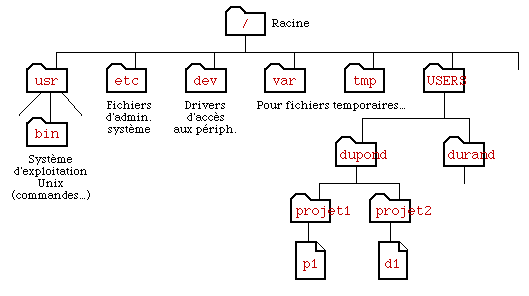 / Racine
usr etc dev var tmp USERS
Fichiers
d'admin.
système
Drivers
d'accès
aux périph.
Pour fichiers temporaires...
bin
Système
d'exploitation
Unix
(commandes...)
dupond durand
projet1 projet2
p1 d1